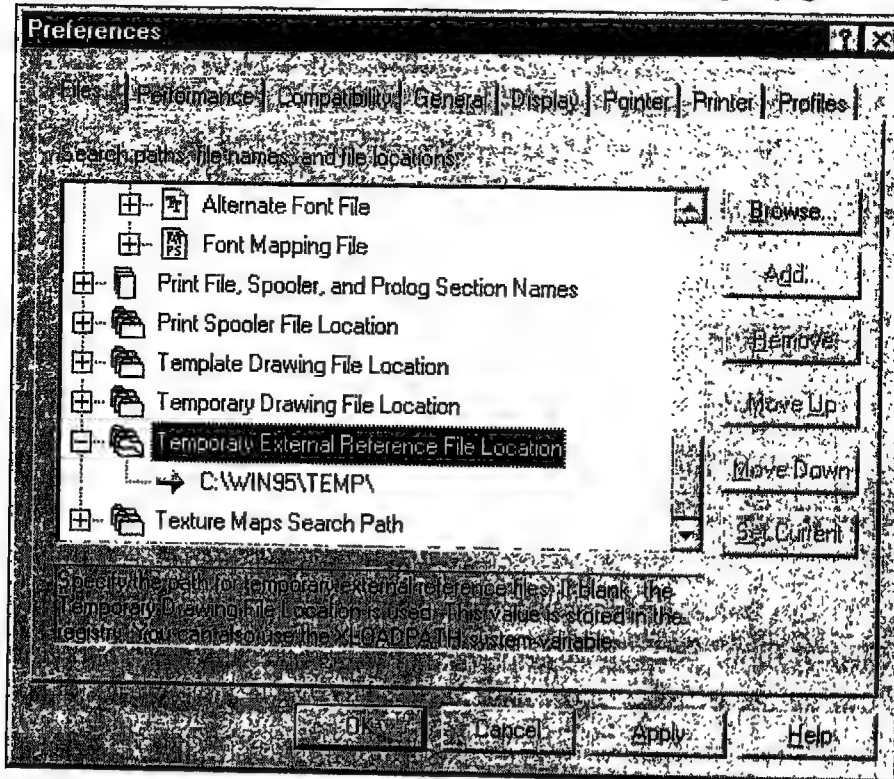 Preferences
Files Performance Compatibility General Display Pointer Printer Profiles
Search paths, file names, and file locations:
Alternate Font File
Font Mapping File
Print File, Spooler, and Prolog Section Names
Print Spooler File Location
Template Drawing File Location
Temporary Drawing File Location
Temporary External Reference File Location
C:\WIN95\TEMP\
Texture Maps Search Path
Browse...
Add...
Remove
Move Up
Move Down
Set Current
Specify the path for temporary external reference files. If blank, the
Temporary Drawing File Location is used. This value is stored in the
registry. You can also use the XLOADPATH system variable.
OK Cancel Apply Help